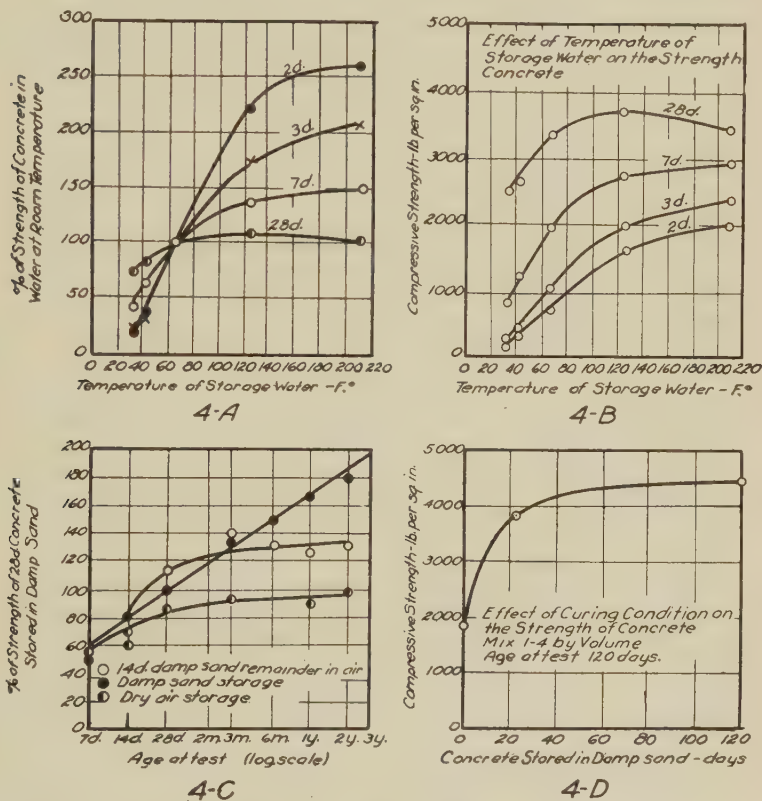 % of Strength of Concrete in
Water at Room Temperature
300
250
200
150
100
50
0
2d.
3d.
7d.
28d.
20 40 60 80 100 120 140 160 180 200 220
Temperature of Storage Water -F.°
4-A
Compressive Strength-lb. per sq in.
5000
4000
3000
2000
1000
0
Effect of Temperature of
Storage Water on the Strength
Concrete
28d.
7d.
3d.
2d.
20 40 60 80 100 120 140 160 180 200 220
Temperature of Storage Water - F.°
4-B
% of Strength of 28d Concrete
Stored in Damp Sand
200
180
160
140
120
100
80
60
40
20
0
14d. damp sand remainder in air
Damp sand storage
Dry air storage
7d. 14d. 28d. 2m. 3m. 6m. 1y. 2y. 3y.
Age at test (log.scale)
4-C
Compressive Strength-lb.per sq in.
5000
4000
3000
2000
1000
0
Effect of Curing Condition on
the Strength of Concrete
Mix 1-4 by Volume
Age at test 120 days.
0 20 40 60 80 100 120
Concrete Stored in Damp sand - days
4-D